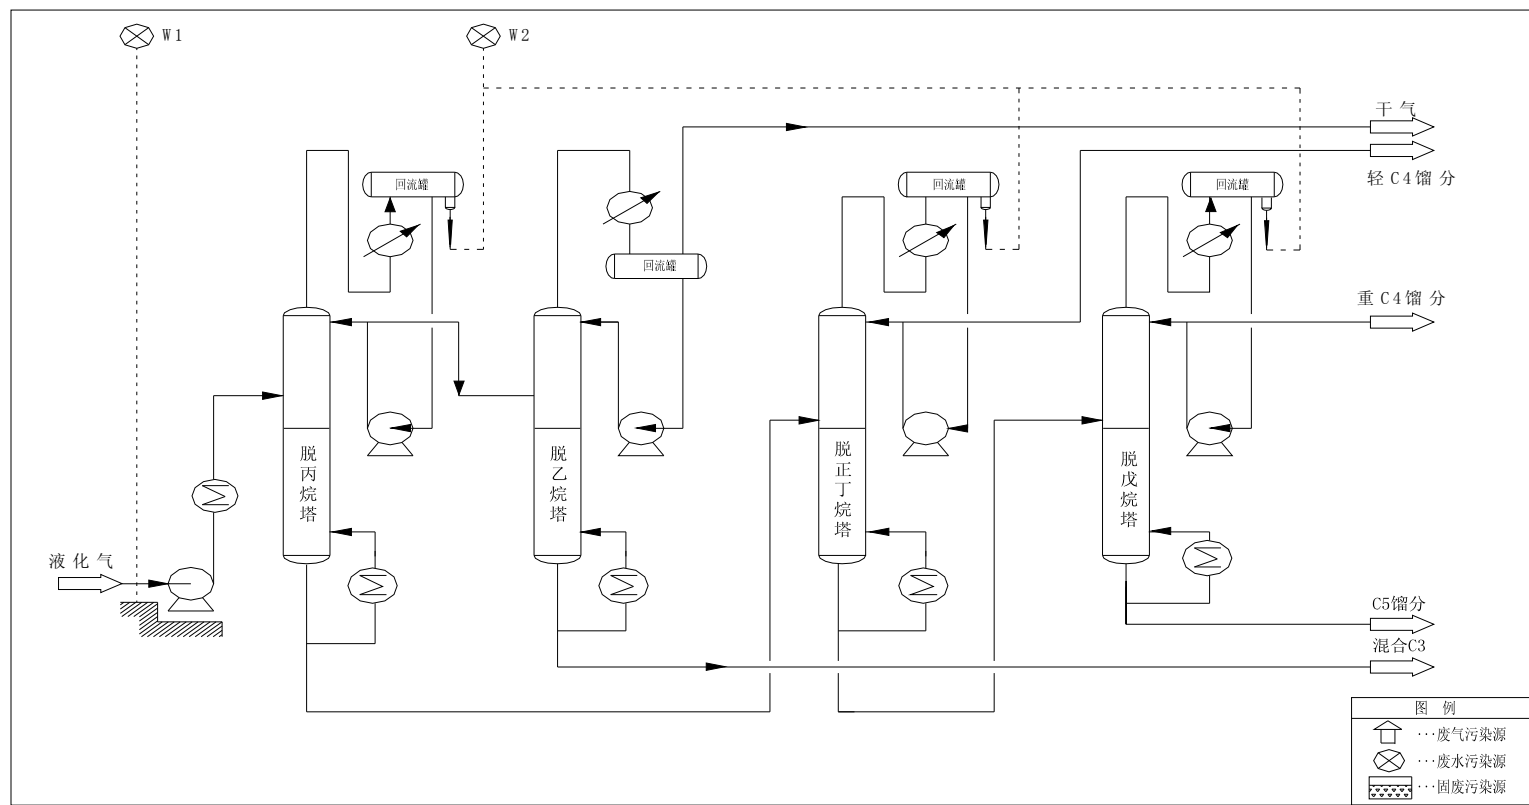 W1
W2
干气
轻C4馏分
回流罐
回流罐
回流罐
回流罐
重C4馏分
脱丙烷塔
脱乙烷塔
脱正丁烷塔
脱戊烷塔
液化气
C5馏分
混合C3
图 例
···废气污染源
···废水污染源
···固废污染源